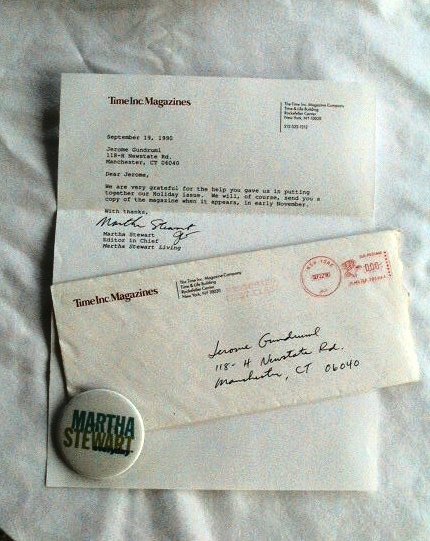 Time Inc. Magazines
The Time Inc. Magazine Company
Time & Life Building
Rockefeller Center
New York, NY 10020
September 19, 1990
Jerome Gundruml
118-H Newstate Rd.
Manchester, CT 06040
Dear Jerome,
We are very grateful for the help you gave us in putting
together our Holiday issue. We will, of course, send you a
copy of the magazine when it appears, in early November.
With thanks,
Martha Stewart
Martha Stewart
Editor in Chief
Martha Stewart Living
Time Inc. Magazines
The Time Inc. Magazine Company
Time & Life Building
Rockefeller Center
New York, NY 10020
NEW YORK
Jerome Gundruml
118-H Newstate Rd.
Manchester, CT 06040
MARTHA
STEWART